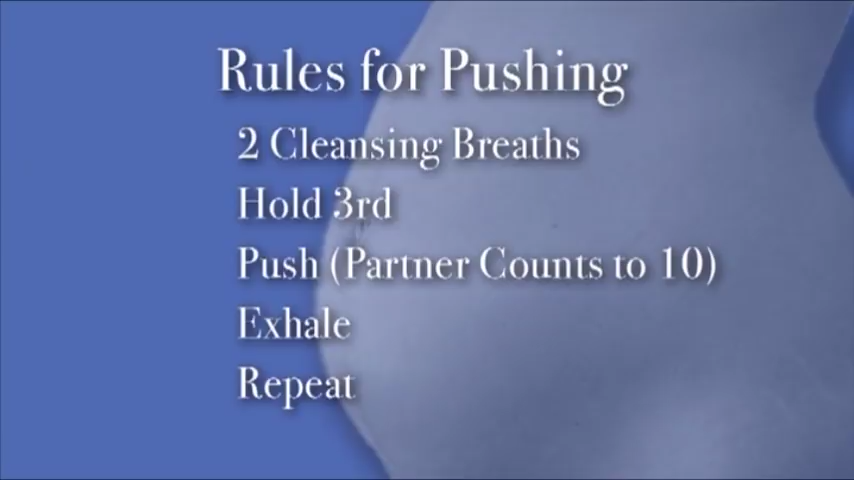 Rules for Pushing
2 Cleansing Breaths
Hold 3rd
Push (Partner Counts to 10)
Exhale
Repeat